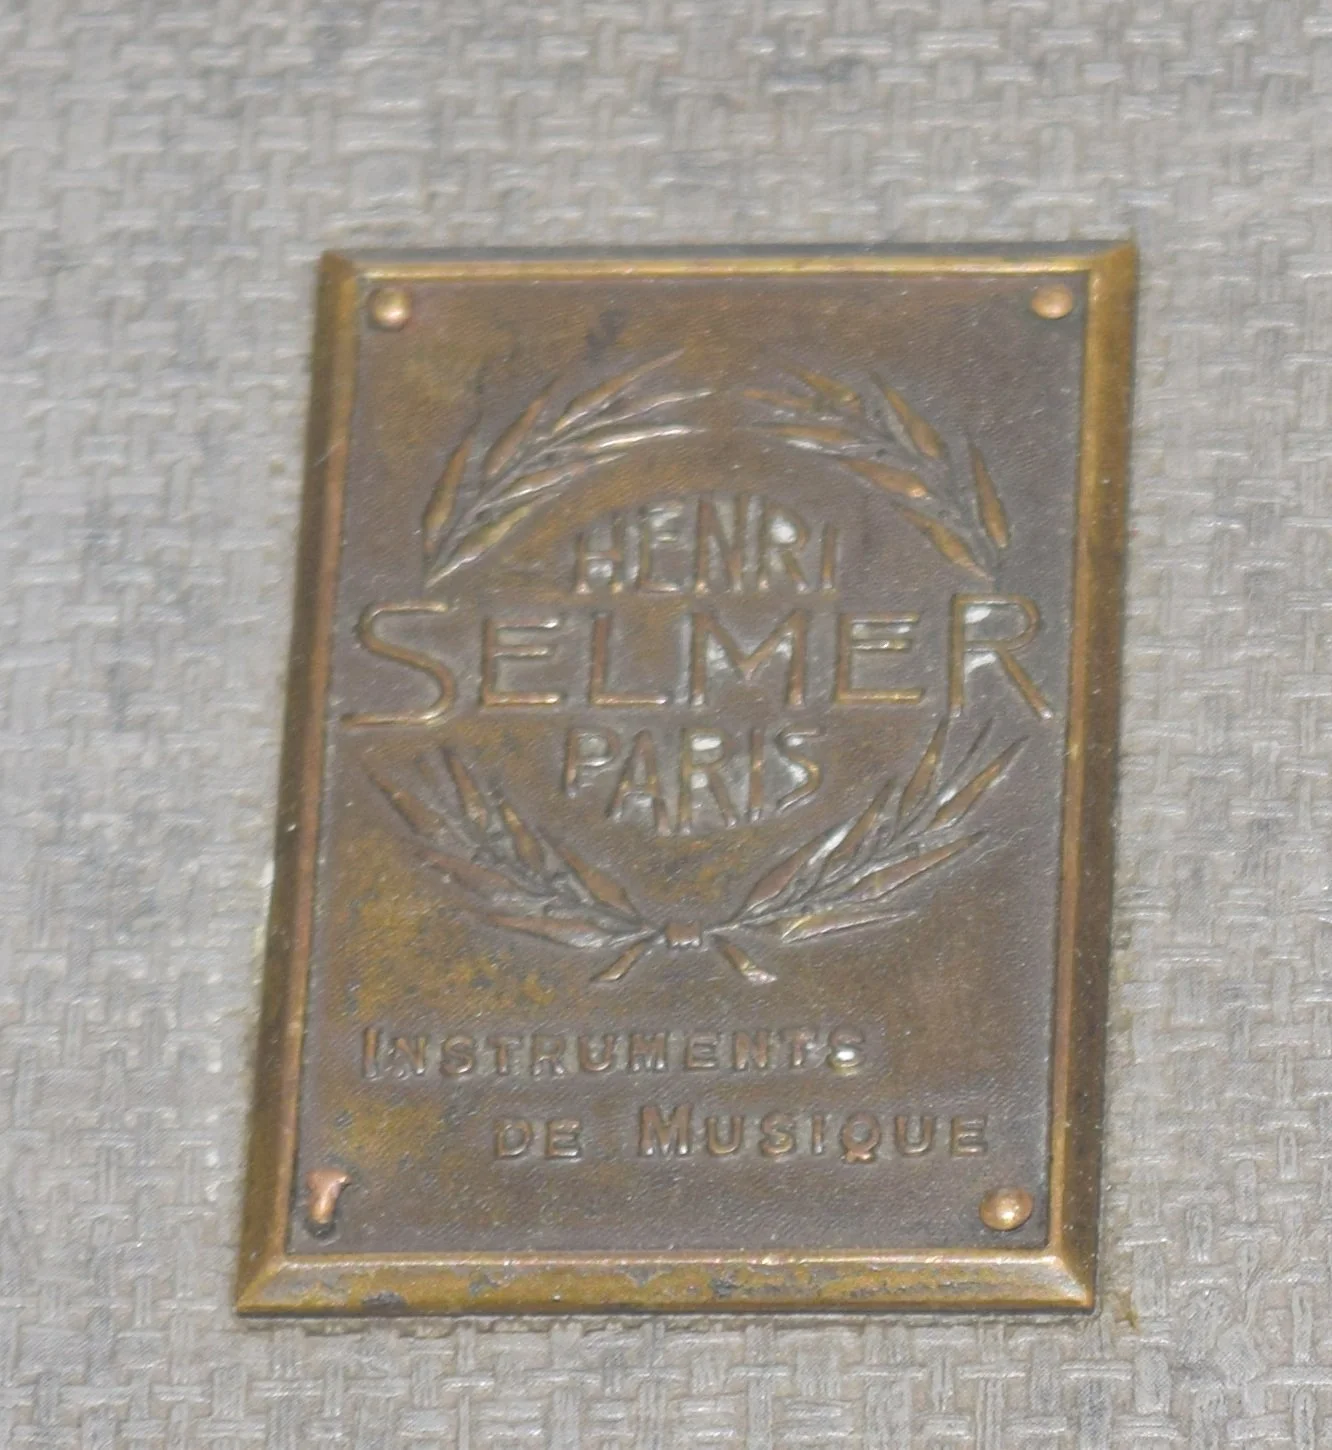 HENRI
SELMER
PARIS
INSTRUMENTS
DE MUSIQUE